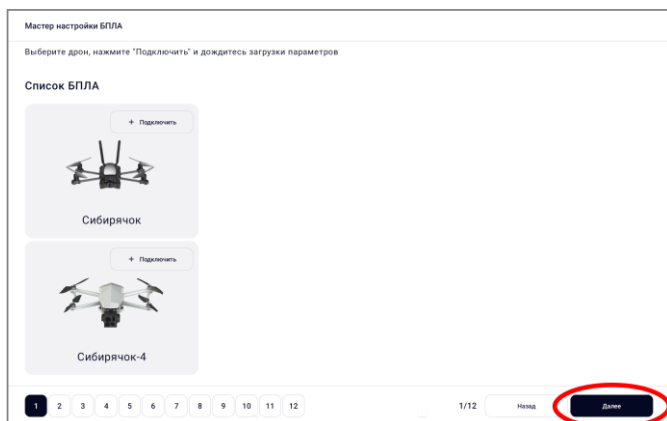 Мастер настройки БПЛА
Выберите дрон, нажмите "Подключить" и дождитесь загрузки параметров
Список БПЛА
+ Подключить
Сибирячок
+ Подключить
Сибирячок-4
1 2 3 4 5 6 7 8 9 10 11 12 1/12 Назад Далее